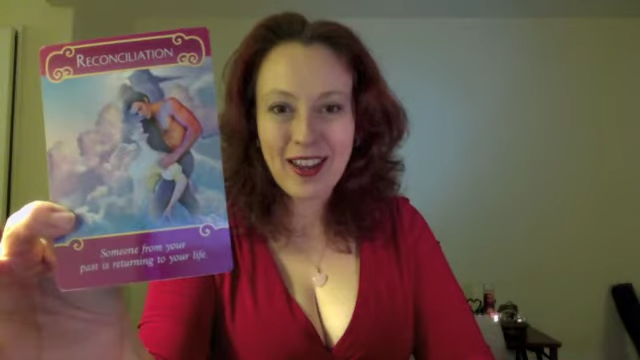 RECONCILIATION
Someone from your
past is returning to your life.